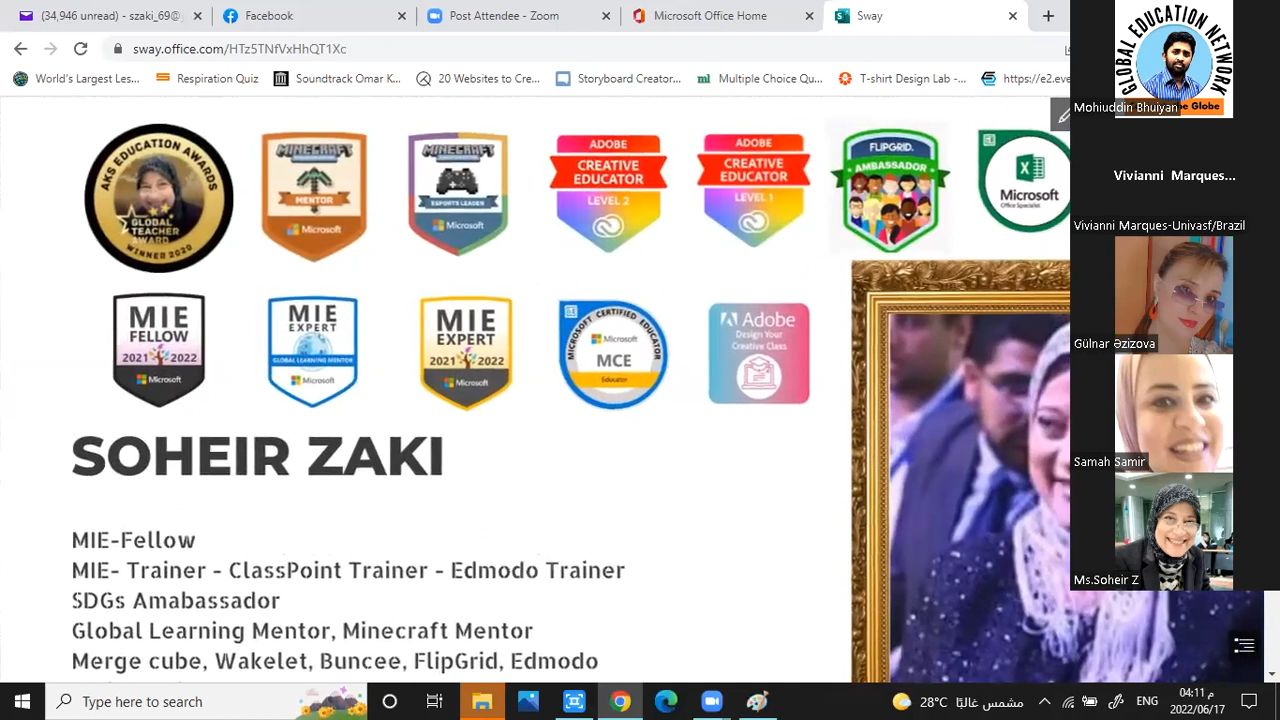 (34,946 unread) - szaki_69@
Facebook
Post Attendee - Zoom
Microsoft Office Home
Sway
sway.office.com/HTz5TNfVxHhQT1Xc
World's Largest Les...
Respiration Quiz
Soundtrack Omar K...
20 Websites to Cre...
Storyboard Creator...
Multiple Choice Qu...
T-shirt Design Lab -...
https://e2.eve
AKS EDUCATION AWARDS
GLOBAL
TEACHER
AWARD
WINNER 2020
MINECRAFT
MENTOR
Microsoft
MINECRAFT
ESPORTS LEADER
Microsoft
ADOBE
CREATIVE
EDUCATOR
LEVEL 2
ADOBE
CREATIVE
EDUCATOR
LEVEL 1
FLIPGRID.
AMBASSADOR
Microsoft
Office Specialist
MIE
FELLOW
2021 2022
Microsoft
MIE
EXPERT
GLOBAL LEARNING MENTOR
Microsoft
MIE
EXPERT
2021 2022
Microsoft
MICROSOFT CERTIFIED EDUCATOR
Microsoft
MCE
Educator
Adobe
Design Your
Creative Class
SOHEIR ZAKI
MIE-Fellow
MIE- Trainer - ClassPoint Trainer - Edmodo Trainer
SDGs Amabassador
Global Learning Mentor, Minecraft Mentor
Merge cube, Wakelet, Buncee, FlipGrid, Edmodo
GLOBAL EDUCATION NETWORK
Globe
Mohiuddin Bhuiyan
Vivianni Marques...
Vivianni Marques-Univasf/Brazil
Gülnar Əzizova
Samah Samir
Ms.Soheir Z
Type here to search
28°C مشمس غالبًا
ENG
04:11 م
2022/06/17